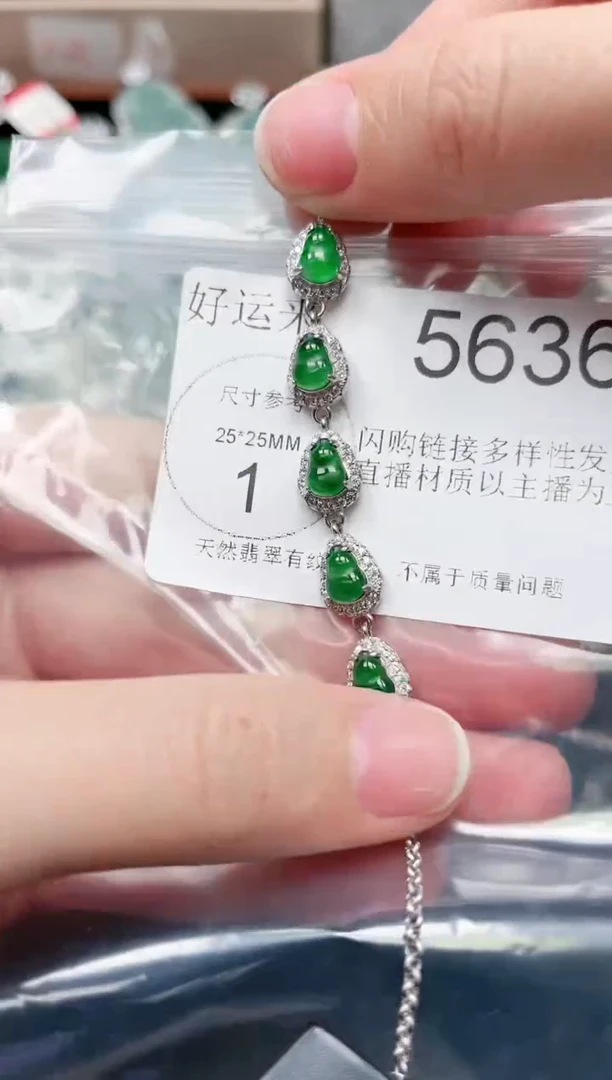 好运来
5636
尺寸参考
25*25MM
1
闪购链接多样性发
直播材质以主播为
天然翡翠有纹
不属于质量问题